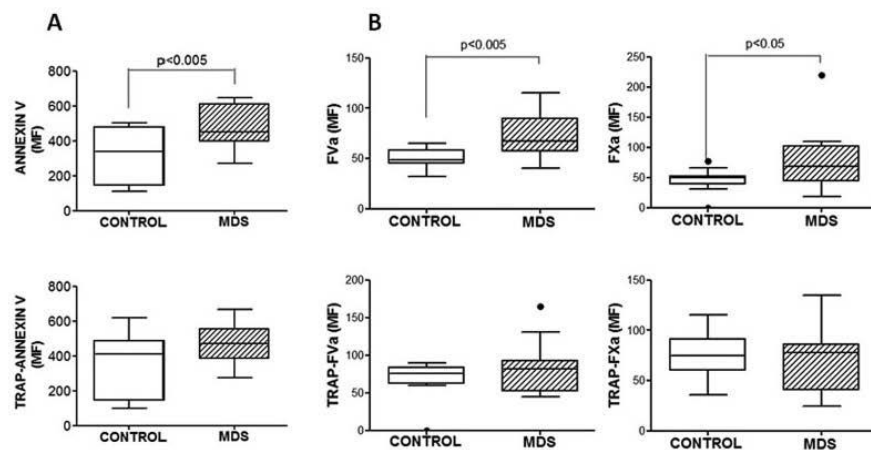 A
B
p<0.005
800
600
400
200
0
ANNEXIN V
(MF)
CONTROL
MDS
p<0.005
150
100
50
0
FVa (MF)
CONTROL
MDS
p<0.05
250
200
150
100
50
0
FXa (MF)
CONTROL
MDS
800
600
400
200
0
TRAP-ANNEXIN V
(MF)
CONTROL
MDS
200
150
100
50
0
TRAP-FVa (MF)
CONTROL
MDS
150
100
50
0
TRAP-FXa (MF)
CONTROL
MDS